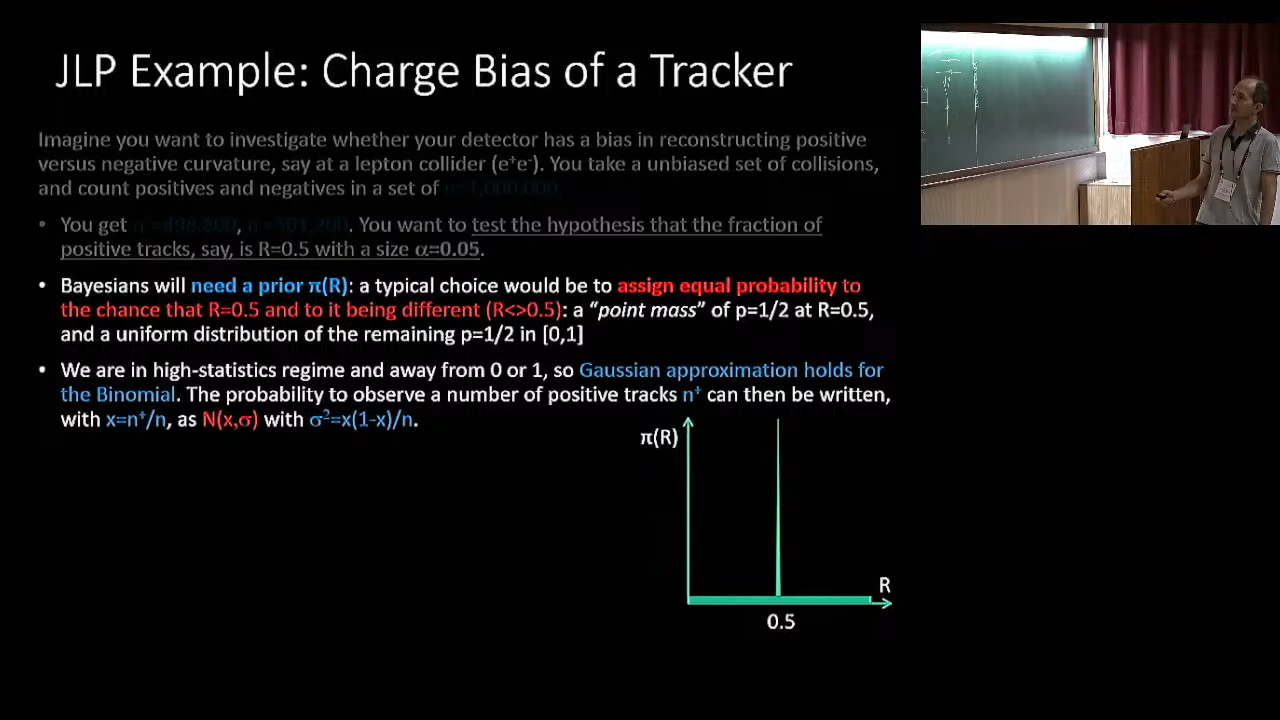 JLP Example: Charge Bias of a Tracker
Imagine you want to investigate whether your detector has a bias in reconstructing positive
versus negative curvature, say at a lepton collider (e⁺e⁻). You take a unbiased set of collisions,
and count positives and negatives in a set of n=1,000,000.
• You get n⁺=498,800, n⁻=501,200. You want to test the hypothesis that the fraction of
positive tracks, say, is R=0.5 with a size α=0.05.
• Bayesians will need a prior π(R): a typical choice would be to assign equal probability to
the chance that R=0.5 and to it being different (R<>0.5): a “point mass” of p=1/2 at R=0.5,
and a uniform distribution of the remaining p=1/2 in [0,1]
• We are in high-statistics regime and away from 0 or 1, so Gaussian approximation holds for
the Binomial. The probability to observe a number of positive tracks n⁺ can then be written,
with x=n⁺/n, as N(x,σ) with σ²=x(1-x)/n.
π(R)
R
0.5